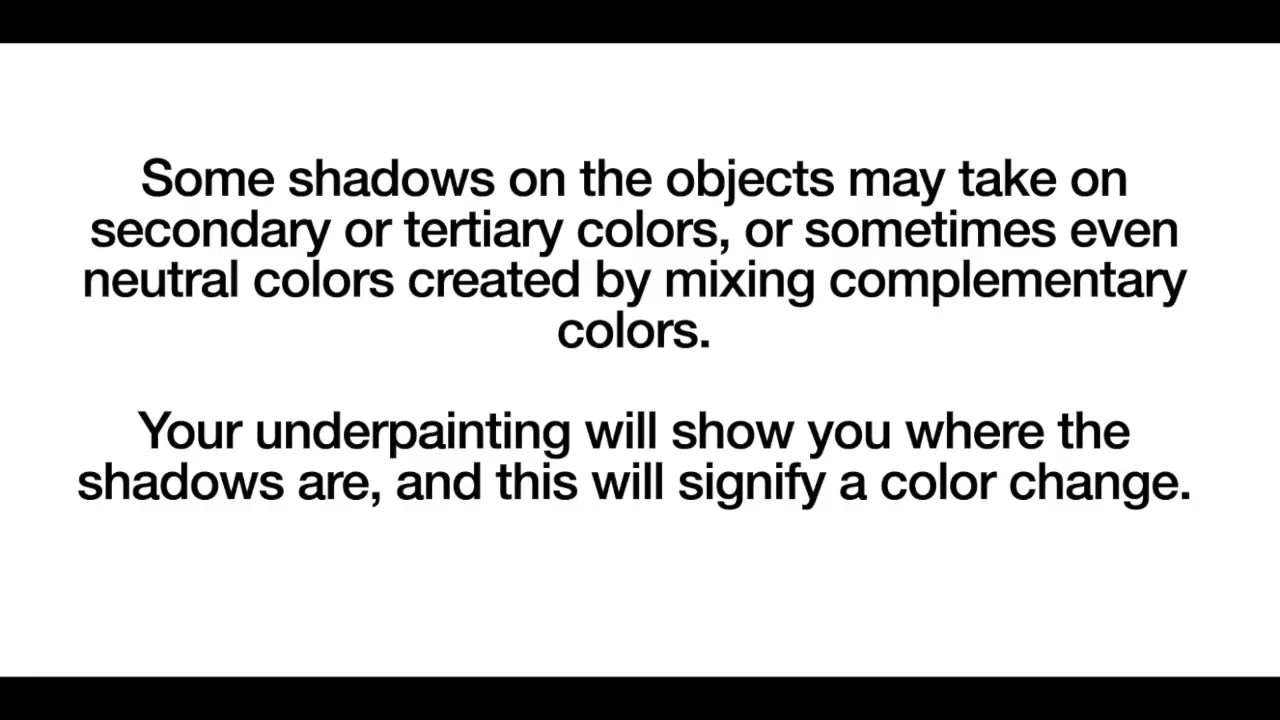 Some shadows on the objects may take on
secondary or tertiary colors, or sometimes even
neutral colors created by mixing complementary
colors.
Your underpainting will show you where the
shadows are, and this will signify a color change.